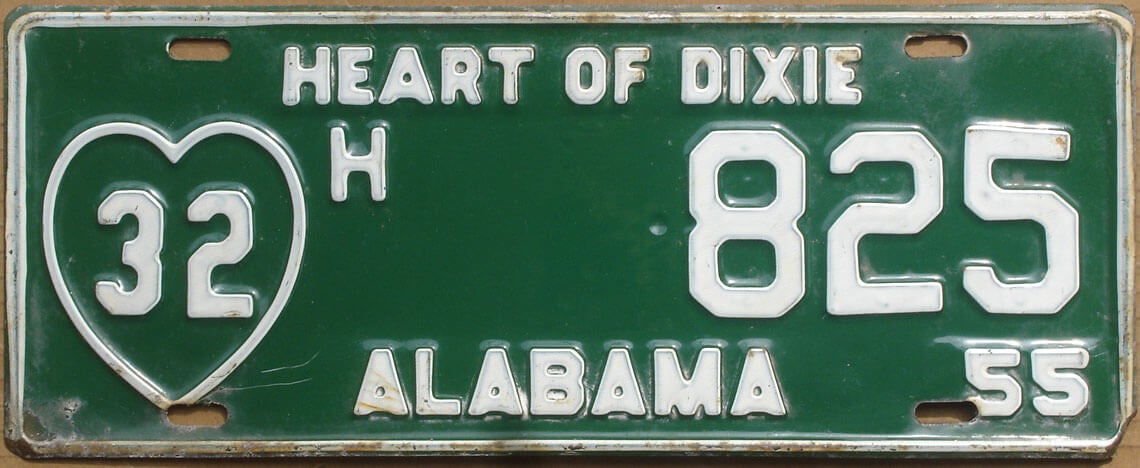 HEART OF DIXIE
32 H 825
ALABAMA 55